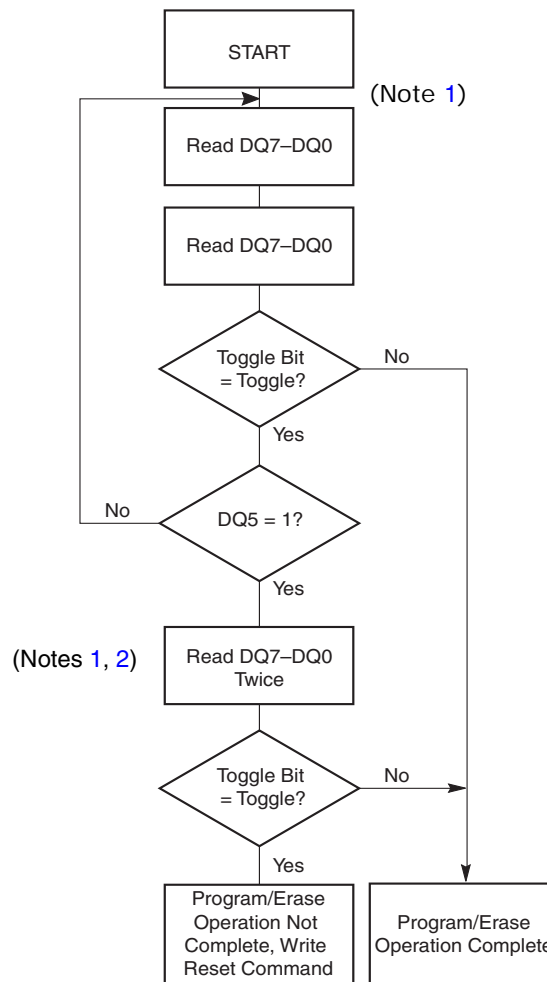 START
(Note 1)
Read DQ7–DQ0
Read DQ7–DQ0
Toggle Bit
= Toggle?
No
Yes
No
DQ5 = 1?
Yes
(Notes 1, 2)
Read DQ7–DQ0
Twice
Toggle Bit
= Toggle?
No
Yes
Program/Erase
Operation Not
Complete, Write
Reset Command
Program/Erase
Operation Complete